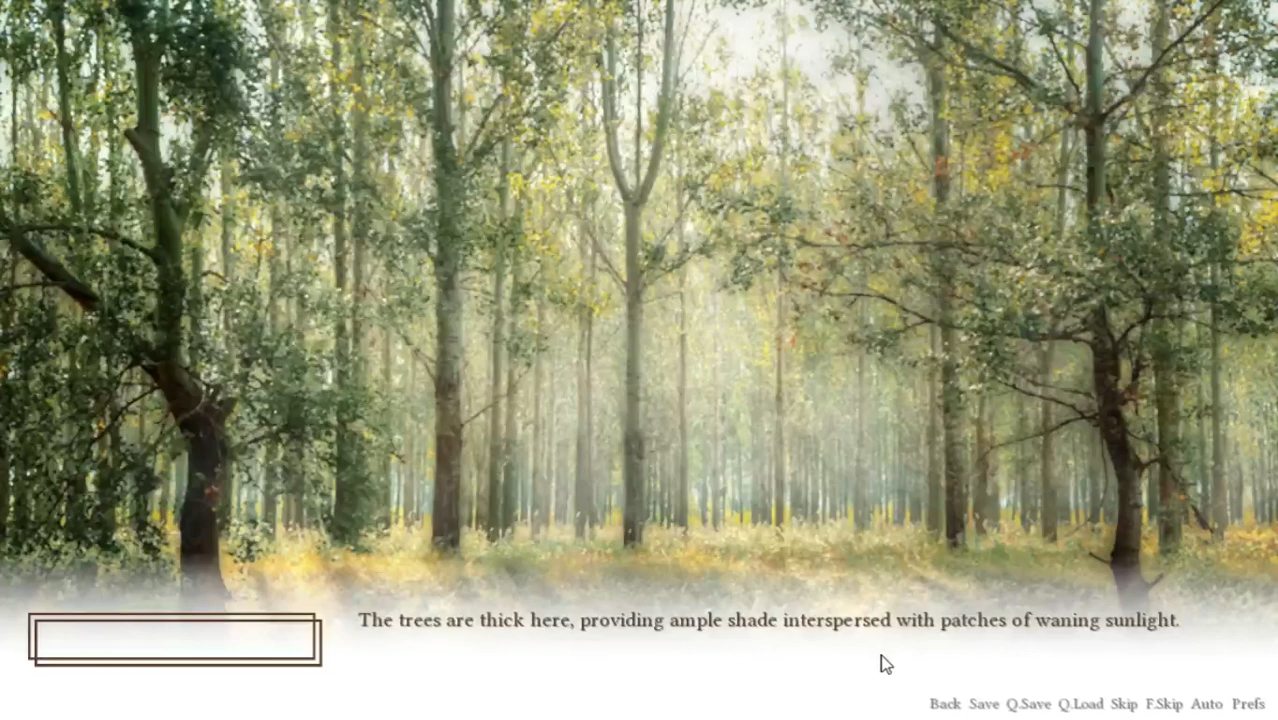 The trees are thick here, providing ample shade interspersed with patches of waning sunlight.
Back Save Q.Save Q.Load Skip F.Skip Auto Prefs